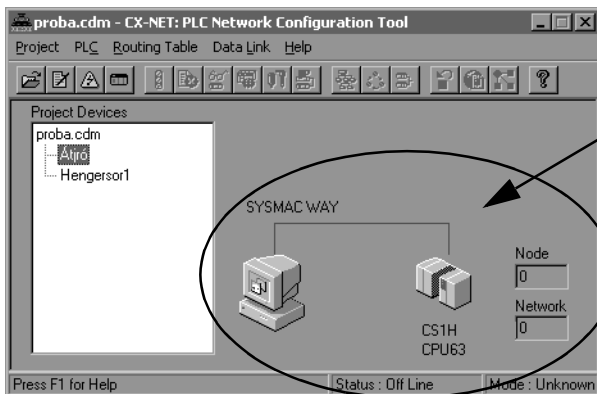 proba.cdm - CX-NET: PLC Network Configuration Tool
Project PLC Routing Table Data Link Help
Project Devices
proba.cdm
Átíró
Hengersor1
SYSMAC WAY
Node
0
Network
0
CS1H
CPU63
Press F1 for Help
Status : Off Line
Mode : Unknown